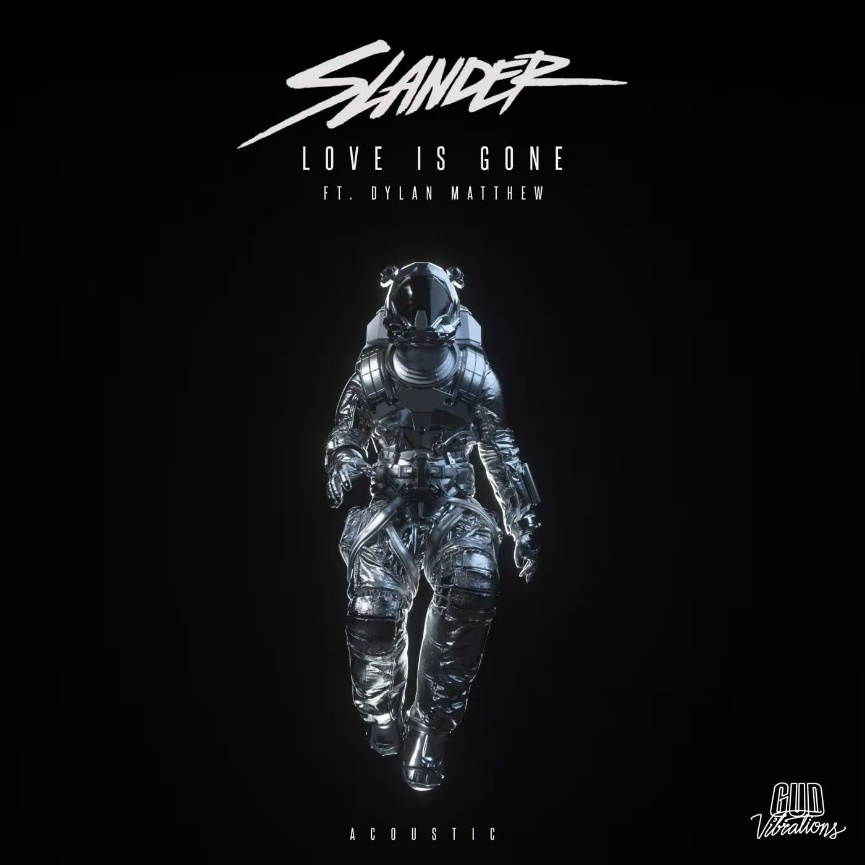 SLANDER
LOVE IS GONE
FT. DYLAN MATTHEW
ACOUSTIC
GUD
Vibrations